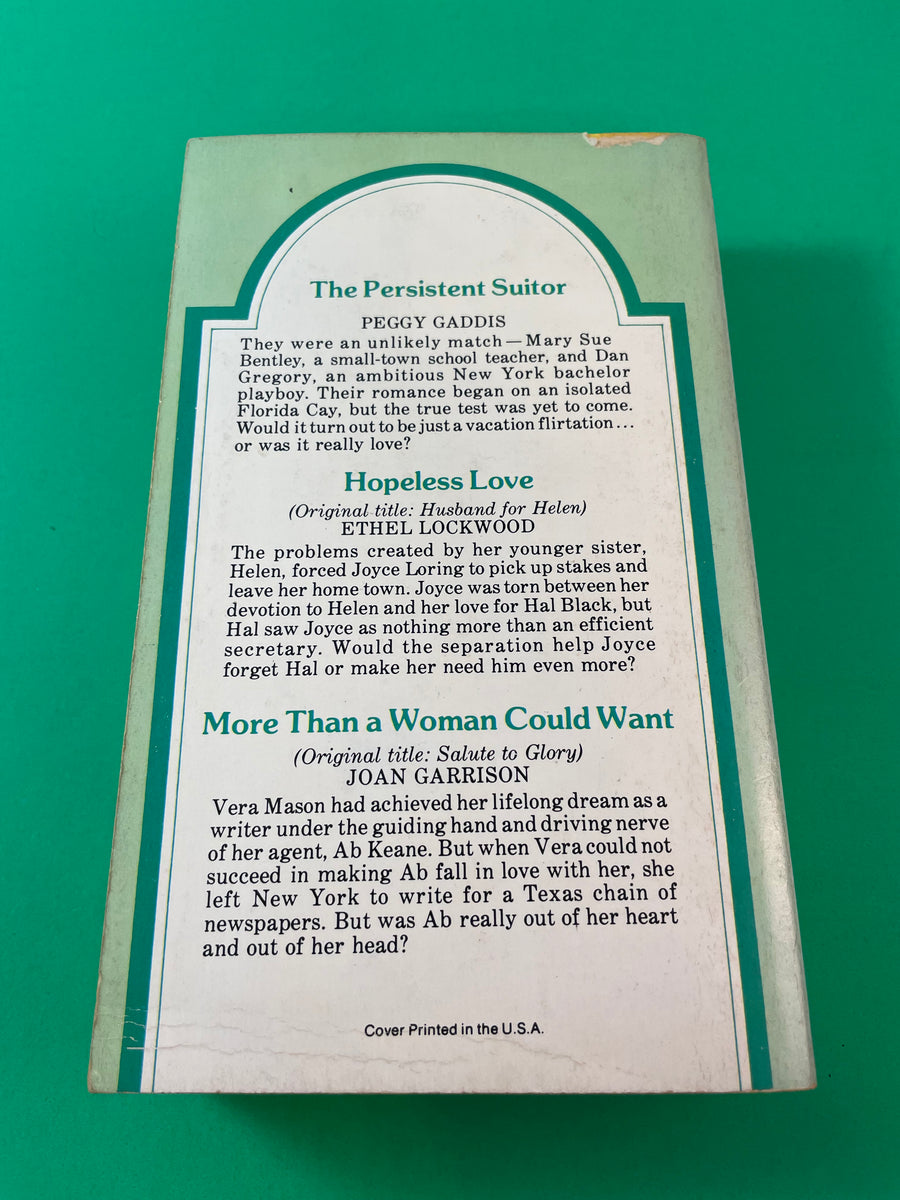 The Persistent Suitor
PEGGY GADDIS
They were an unlikely match — Mary Sue
Bentley, a small-town school teacher, and Dan
Gregory, an ambitious New York bachelor
playboy. Their romance began on an isolated
Florida Cay, but the true test was yet to come.
Would it turn out to be just a vacation flirtation...
or was it really love?
Hopeless Love
(Original title: Husband for Helen)
ETHEL LOCKWOOD
The problems created by her younger sister,
Helen, forced Joyce Loring to pick up stakes and
leave her home town. Joyce was torn between her
devotion to Helen and her love for Hal Black, but
Hal saw Joyce as nothing more than an efficient
secretary. Would the separation help Joyce
forget Hal or make her need him even more?
More Than a Woman Could Want
(Original title: Salute to Glory)
JOAN GARRISON
Vera Mason had achieved her lifelong dream as a
writer under the guiding hand and driving nerve
of her agent, Ab Keane. But when Vera could not
succeed in making Ab fall in love with her, she
left New York to write for a Texas chain of
newspapers. But was Ab really out of her heart
and out of her head?
Cover Printed in the U.S.A.